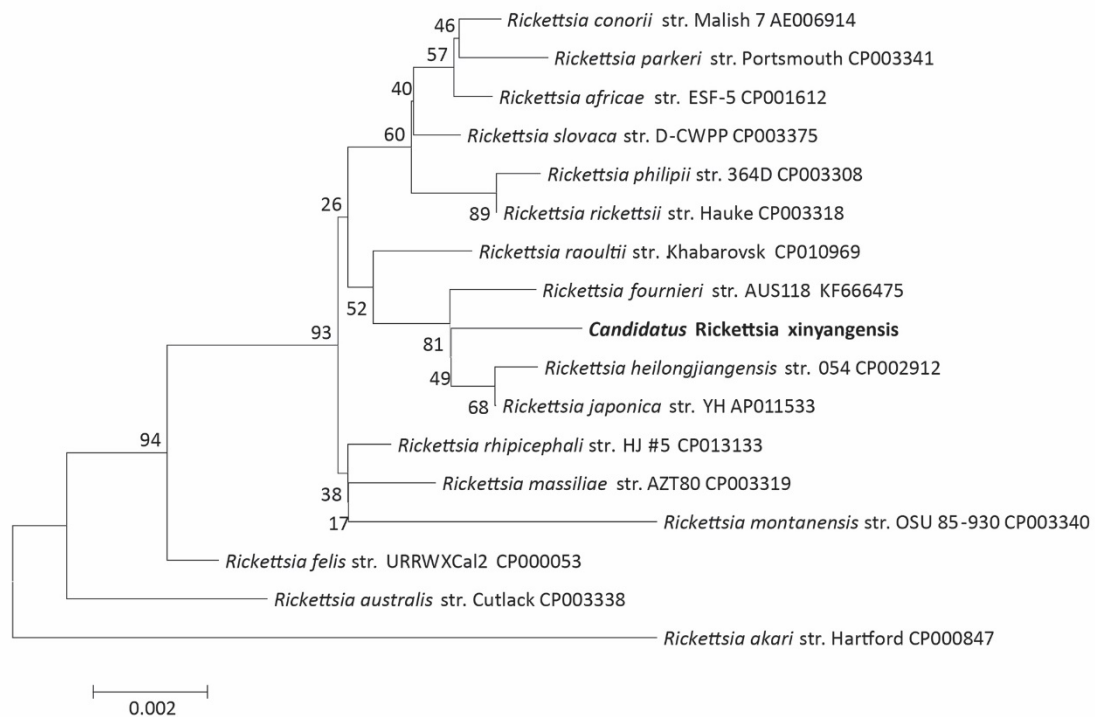 46
Rickettsia conorii str. Malish 7 AE006914
57
Rickettsia parkeri str. Portsmouth CP003341
40
Rickettsia africae str. ESF-5 CP001612
60
Rickettsia slovaca str. D-CWPP CP003375
Rickettsia philipii str. 364D CP003308
26
89
Rickettsia rickettsii str. Hauke CP003318
Rickettsia raoultii str. Khabarovsk CP010969
52
Rickettsia fournieri str. AUS118 KF666475
93
Candidatus Rickettsia xinyangensis
81
49
Rickettsia heilongjiangensis str. 054 CP002912
68
Rickettsia japonica str. YH AP011533
94
Rickettsia rhipicephali str. HJ #5 CP013133
38
Rickettsia massiliae str. AZT80 CP003319
17
Rickettsia montanensis str. OSU 85-930 CP003340
Rickettsia felis str. URRWXCal2 CP000053
Rickettsia australis str. Cutlack CP003338
Rickettsia akari str. Hartford CP000847
0.002